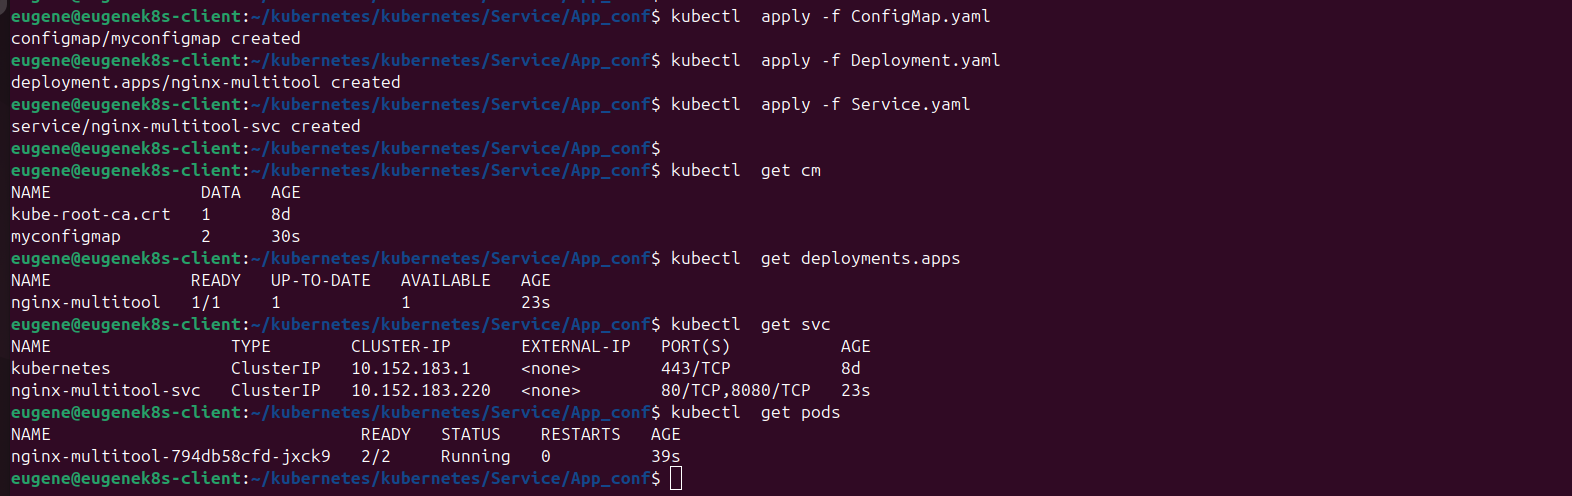 eugene@eugenek8s-client:~/kubernetes/kubernetes/Service/App_conf$ kubectl  apply -f ConfigMap.yaml
configmap/myconfigmap created
eugene@eugenek8s-client:~/kubernetes/kubernetes/Service/App_conf$ kubectl  apply -f Deployment.yaml
deployment.apps/nginx-multitool created
eugene@eugenek8s-client:~/kubernetes/kubernetes/Service/App_conf$ kubectl  apply -f Service.yaml
service/nginx-multitool-svc created
eugene@eugenek8s-client:~/kubernetes/kubernetes/Service/App_conf$
eugene@eugenek8s-client:~/kubernetes/kubernetes/Service/App_conf$ kubectl  get cm
NAME               DATA   AGE
kube-root-ca.crt   1      8d
myconfigmap        2      30s
eugene@eugenek8s-client:~/kubernetes/kubernetes/Service/App_conf$ kubectl  get deployments.apps
NAME              READY   UP-TO-DATE   AVAILABLE   AGE
nginx-multitool   1/1     1            1           23s
eugene@eugenek8s-client:~/kubernetes/kubernetes/Service/App_conf$ kubectl  get svc
NAME                  TYPE        CLUSTER-IP       EXTERNAL-IP   PORT(S)           AGE
kubernetes            ClusterIP   10.152.183.1     <none>        443/TCP           8d
nginx-multitool-svc   ClusterIP   10.152.183.220   <none>        80/TCP,8080/TCP   23s
eugene@eugenek8s-client:~/kubernetes/kubernetes/Service/App_conf$ kubectl  get pods
NAME                               READY   STATUS    RESTARTS   AGE
nginx-multitool-794db58cfd-jxck9   2/2     Running   0          39s
eugene@eugenek8s-client:~/kubernetes/kubernetes/Service/App_conf$